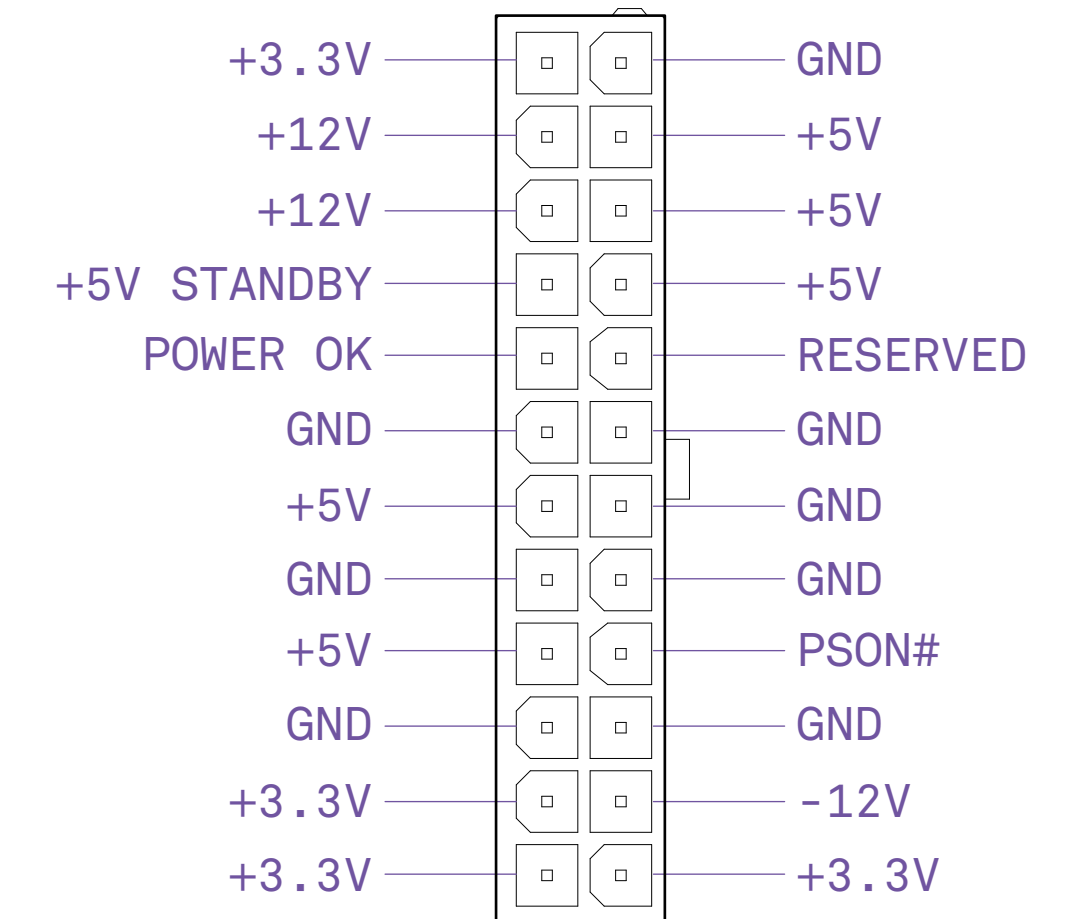 +3.3V GND
+12V +5V
+12V +5V
+5V STANDBY +5V
POWER OK RESERVED
GND GND
+5V GND
GND GND
+5V PSON#
GND GND
+3.3V -12V
+3.3V +3.3V